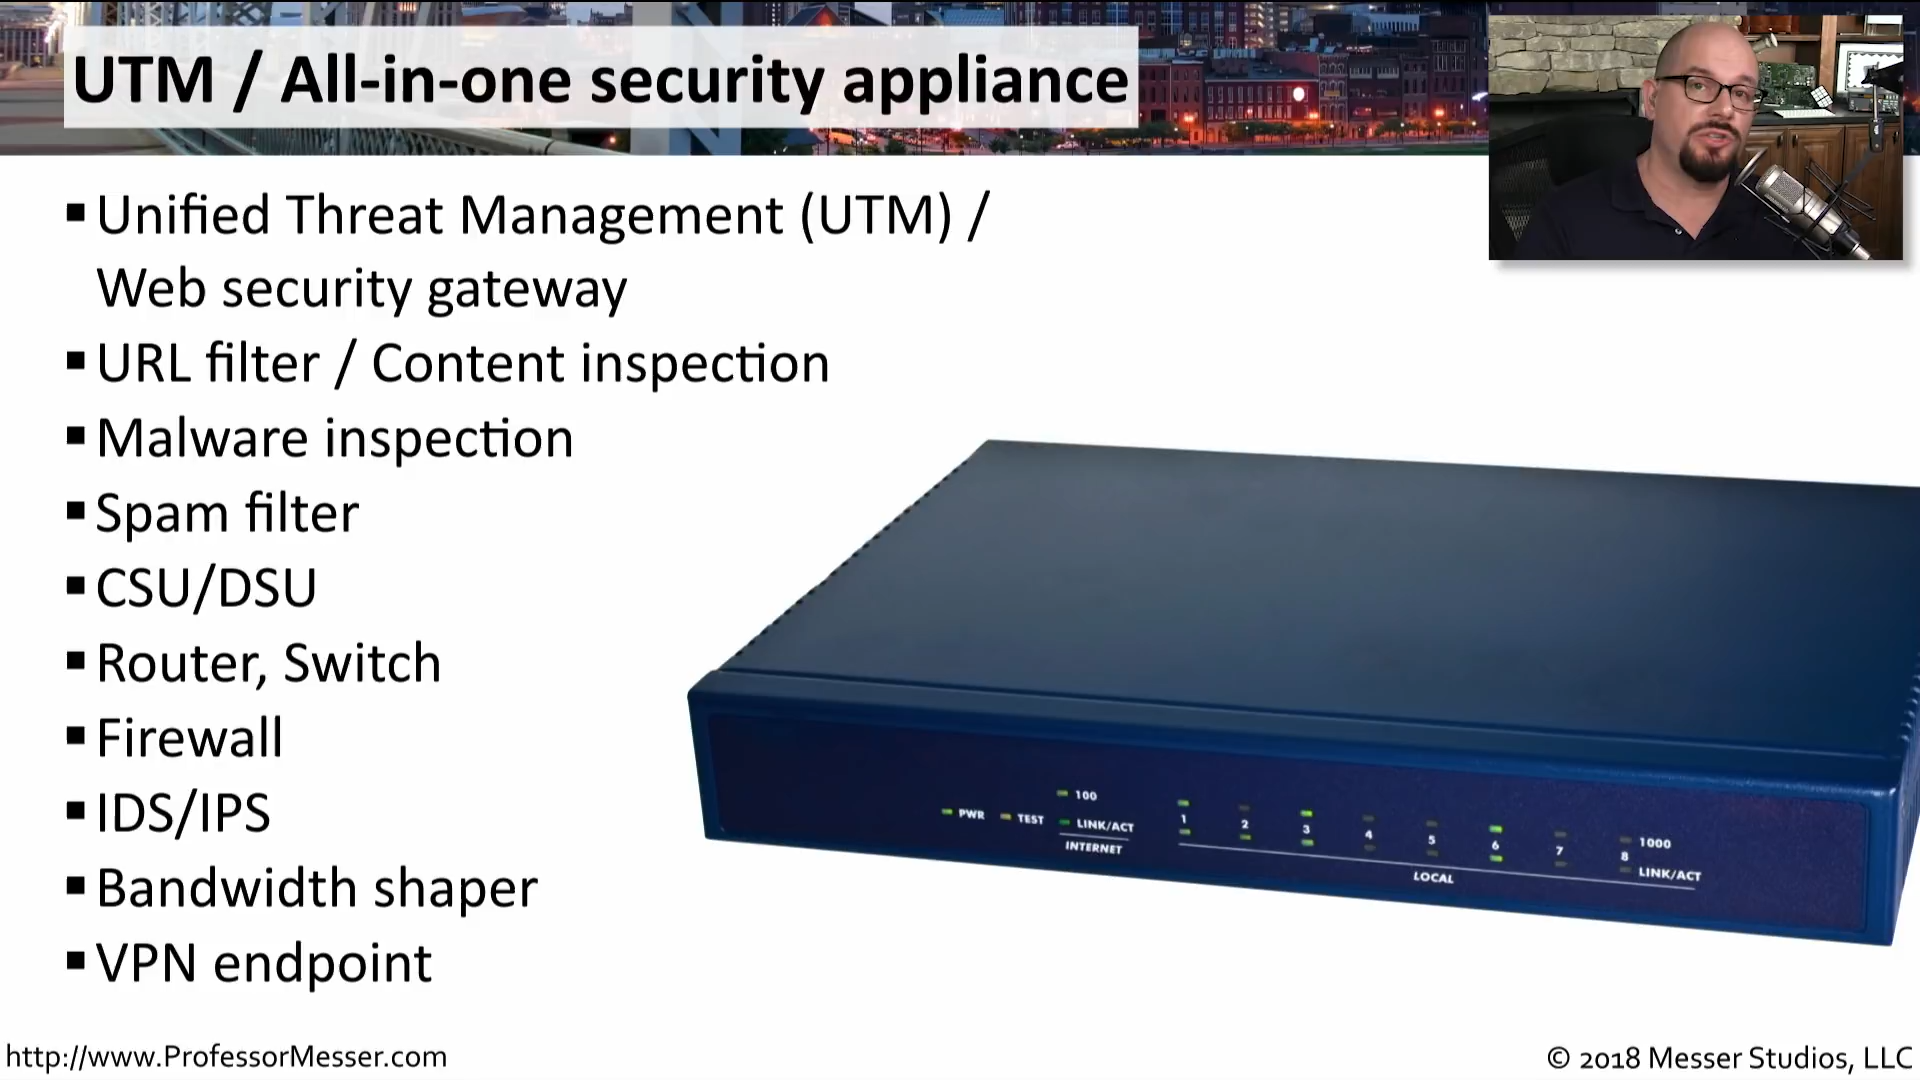 UTM / All-in-one security appliance
Unified Threat Management (UTM) /
Web security gateway
URL filter / Content inspection
Malware inspection
Spam filter
CSU/DSU
Router, Switch
Firewall
IDS/IPS
Bandwidth shaper
VPN endpoint
PWR TEST 100 LINK/ACT
INTERNET
1 2 3 4 5 6 7 8
LOCAL
1000
LINK/ACT
http://www.ProfessorMesser.com
© 2018 Messer Studios, LLC